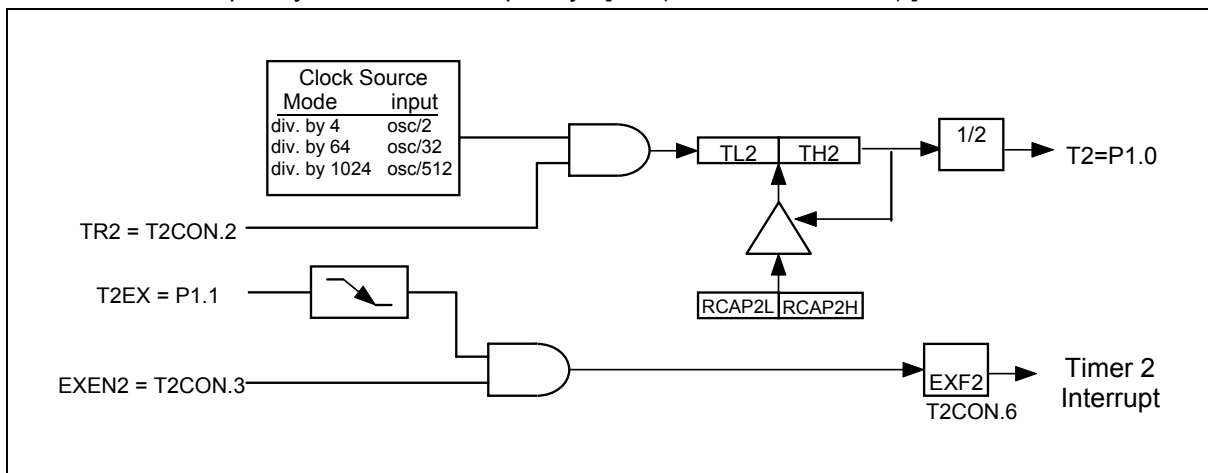 Clock Source
Mode input
div. by 4 osc/2
div. by 64 osc/32
div. by 1024 osc/512
TL2 TH2
1/2
T2=P1.0
TR2 = T2CON.2
T2EX = P1.1
RCAP2L RCAP2H
EXEN2 = T2CON.3
EXF2
T2CON.6
Timer 2
Interrupt